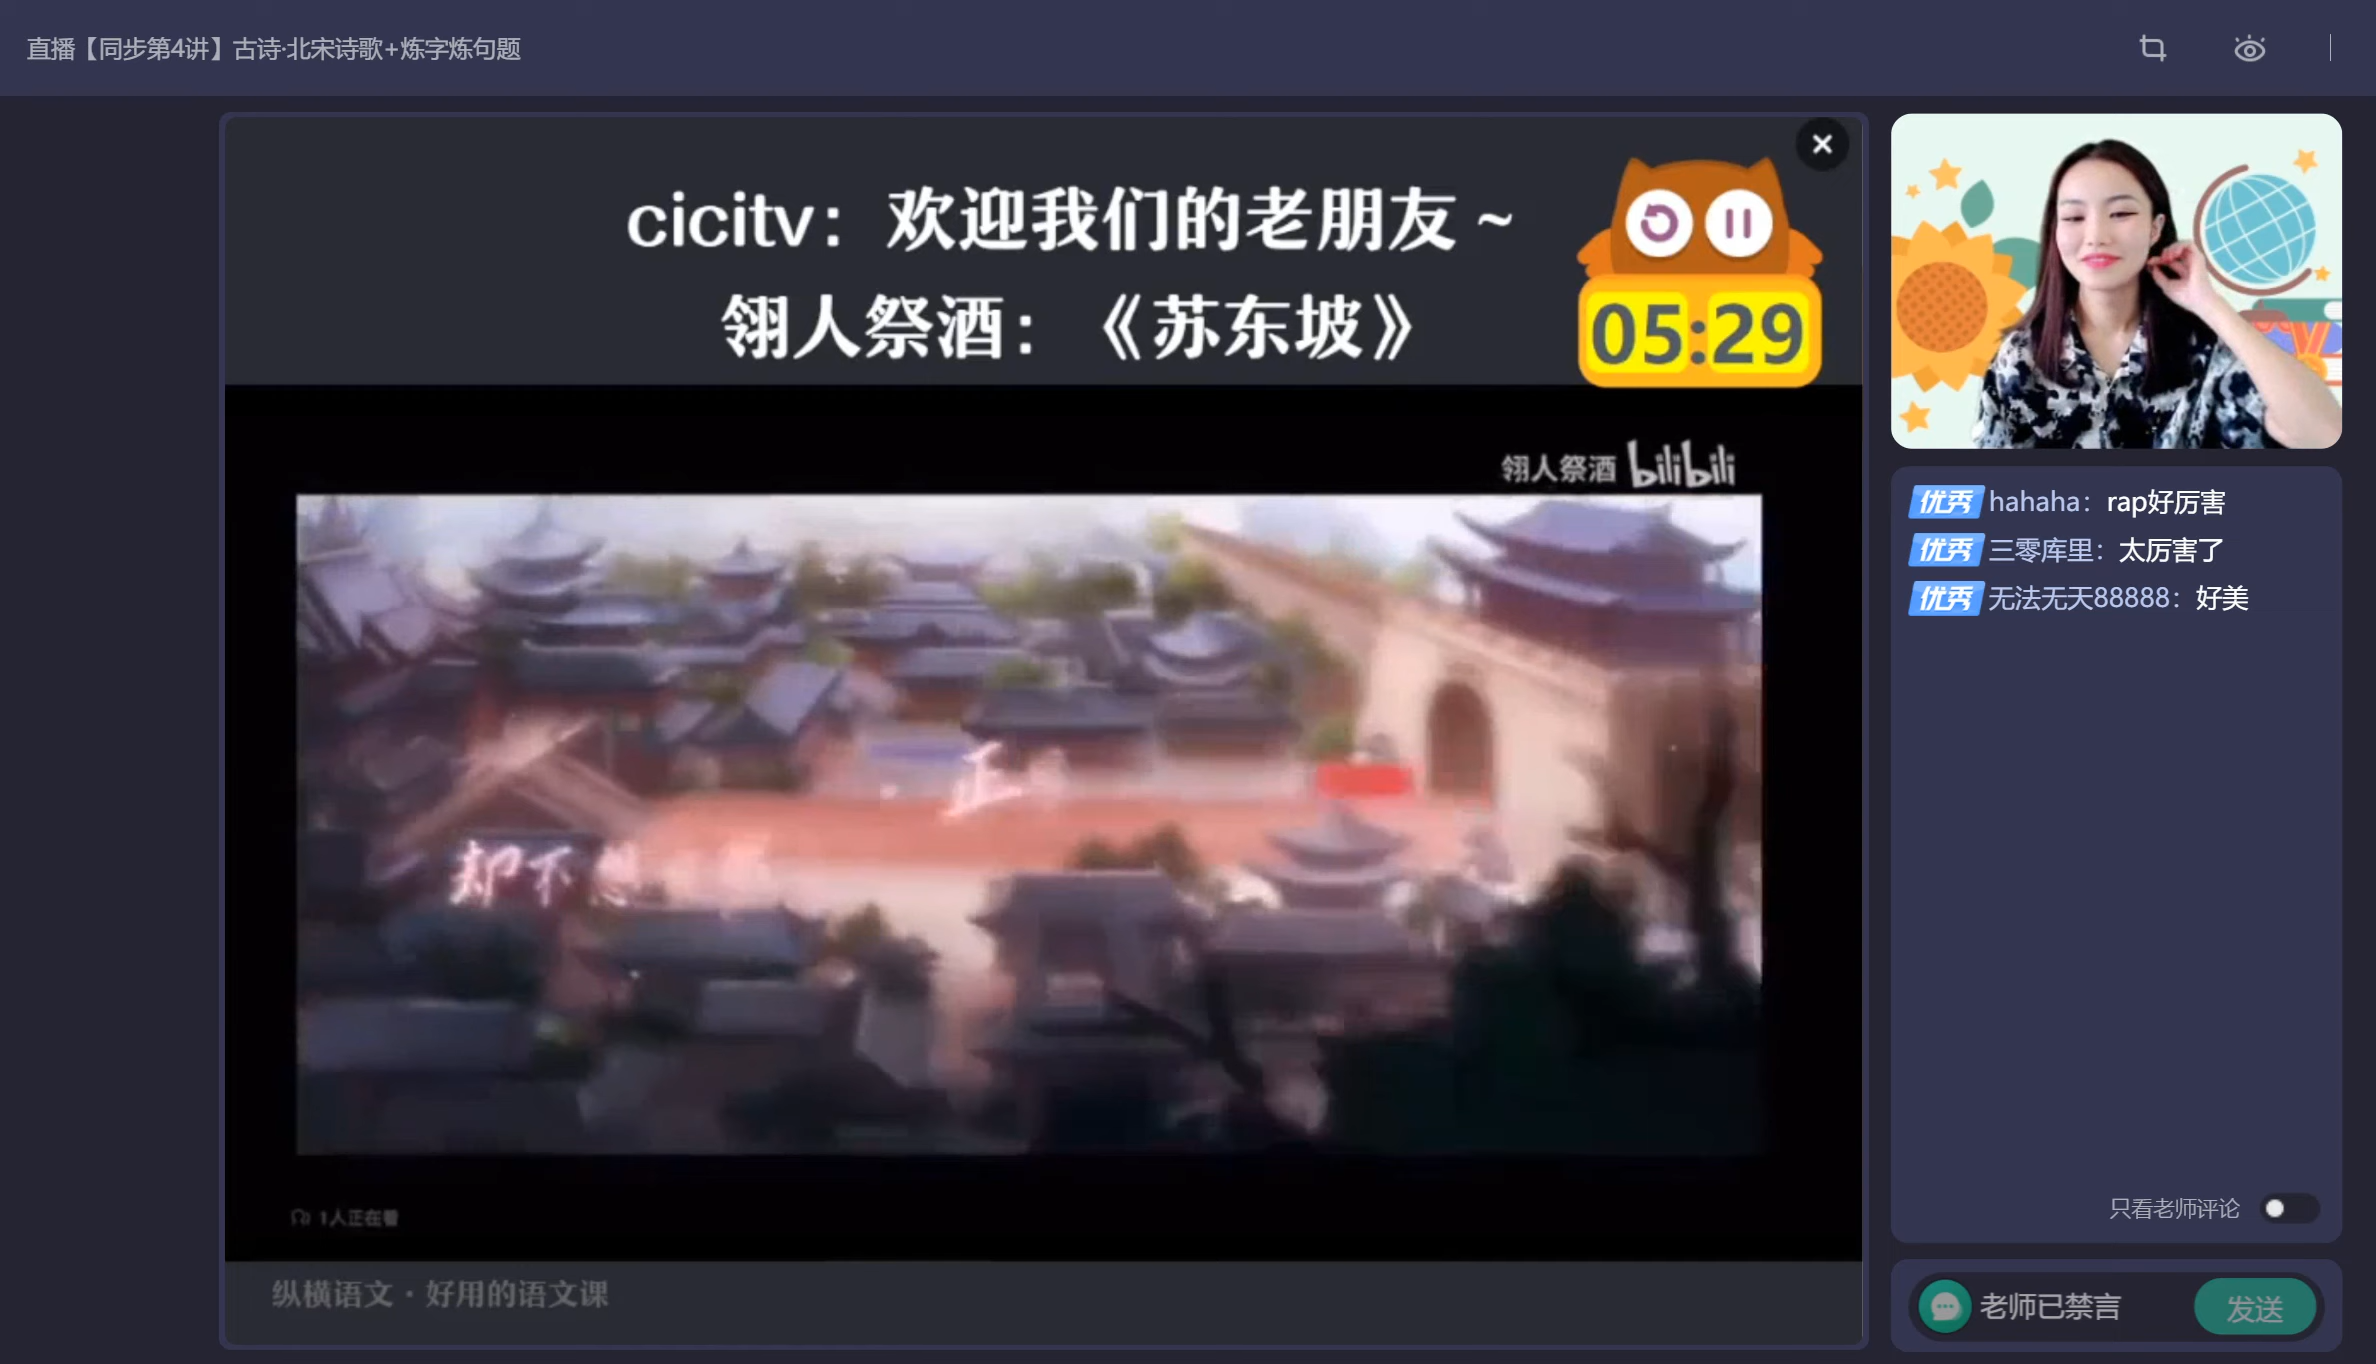 直播【同步第4讲】古诗·北宋诗歌+炼字炼句题
cicitv：欢迎我们的老朋友～
翎人祭酒：《苏东坡》
05:29
翎人祭酒 bilibili
正
却不
1人正在看
纵横语文·好用的语文课
优秀 hahaha：rap好厉害
优秀 三零库里：太厉害了
优秀 无法无天88888：好美
只看老师评论
老师已禁言
发送